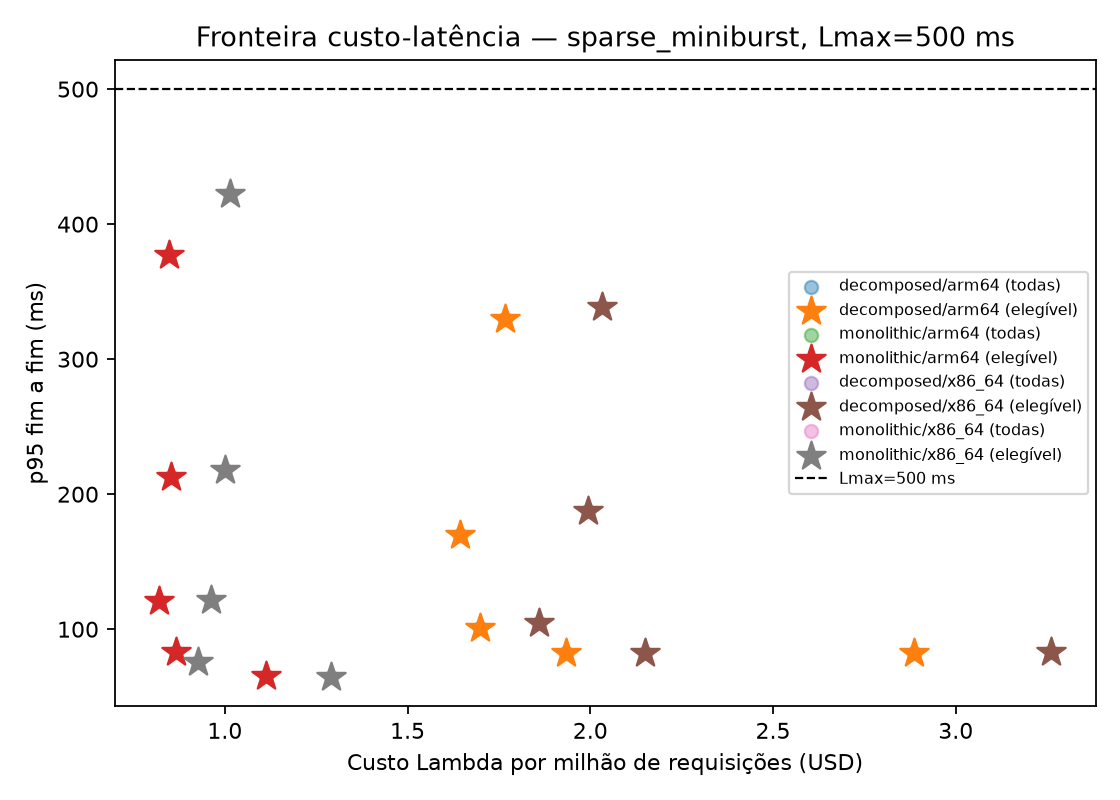 Fronteira custo-latência — sparse_miniburst, Lmax=500 ms
p95 fim a fim (ms)
500
400
300
200
100
decomposed/arm64 (todas)
decomposed/arm64 (elegível)
monolithic/arm64 (todas)
monolithic/arm64 (elegível)
decomposed/x86_64 (todas)
decomposed/x86_64 (elegível)
monolithic/x86_64 (todas)
monolithic/x86_64 (elegível)
Lmax=500 ms
1.0 1.5 2.0 2.5 3.0
Custo Lambda por milhão de requisições (USD)